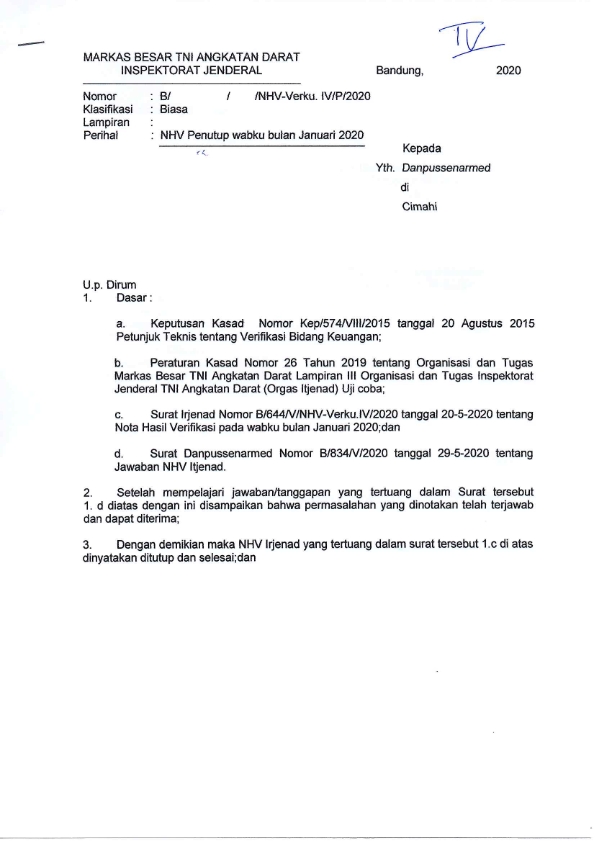 IV
MARKAS BESAR TNI ANGKATAN DARAT
INSPEKTORAT JENDERAL
Bandung, 2020
Nomor : B/ / /NHV-Verku. IV/P/2020
Klasifikasi : Biasa
Lampiran :
Perihal : NHV Penutup wabku bulan Januari 2020
Kepada
Yth. Danpussenarmed
di
Cimahi
U.p. Dirum
1. Dasar :
a. Keputusan Kasad Nomor Kep/574/VIII/2015 tanggal 20 Agustus 2015
Petunjuk Teknis tentang Verifikasi Bidang Keuangan;
b. Peraturan Kasad Nomor 26 Tahun 2019 tentang Organisasi dan Tugas
Markas Besar TNI Angkatan Darat Lampiran III Organisasi dan Tugas Inspektorat
Jenderal TNI Angkatan Darat (Orgas Itjenad) Uji coba;
c. Surat Irjenad Nomor B/644/V/NHV-Verku.IV/2020 tanggal 20-5-2020 tentang
Nota Hasil Verifikasi pada wabku bulan Januari 2020;dan
d. Surat Danpussenarmed Nomor B/834/V/2020 tanggal 29-5-2020 tentang
Jawaban NHV Itjenad.
2. Setelah mempelajari jawaban/tanggapan yang tertuang dalam Surat tersebut
1. d diatas dengan ini disampaikan bahwa permasalahan yang dinotakan telah terjawab
dan dapat diterima;
3. Dengan demikian maka NHV Irjenad yang tertuang dalam surat tersebut 1.c di atas
dinyatakan ditutup dan selesai;dan